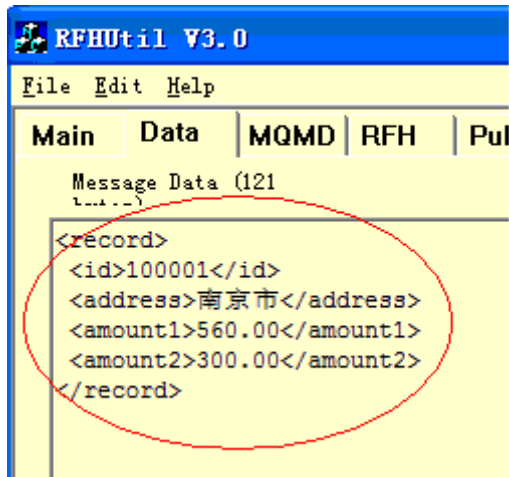 RFHUtil V3.0
File Edit Help
Main Data MQMD RFH
Message Data (121
<record>
<id>100001</id>
<address>南京市</address>
<amount1>560.00</amount1>
<amount2>300.00</amount2>
</record>